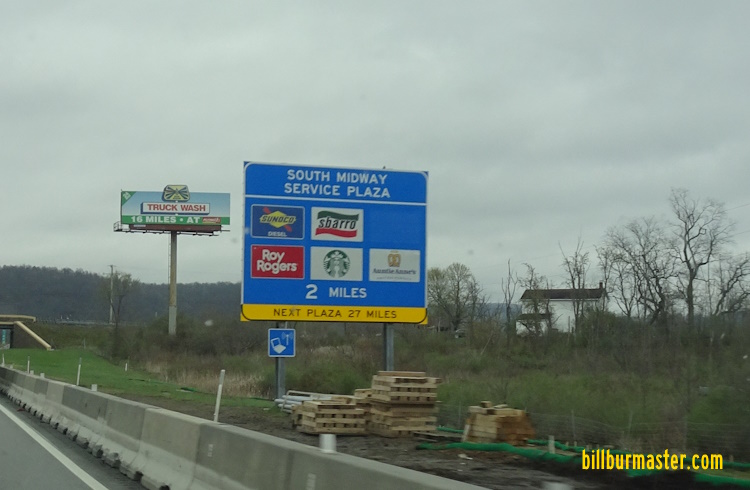 SOUTH MIDWAY
SERVICE PLAZA
SUNOCO
DIESEL
sbarro
Roy
Rogers
Auntie Anne's
2 MILES
NEXT PLAZA 27 MILES
TRUCK WASH
16 MILES • AT
billburmaster.com